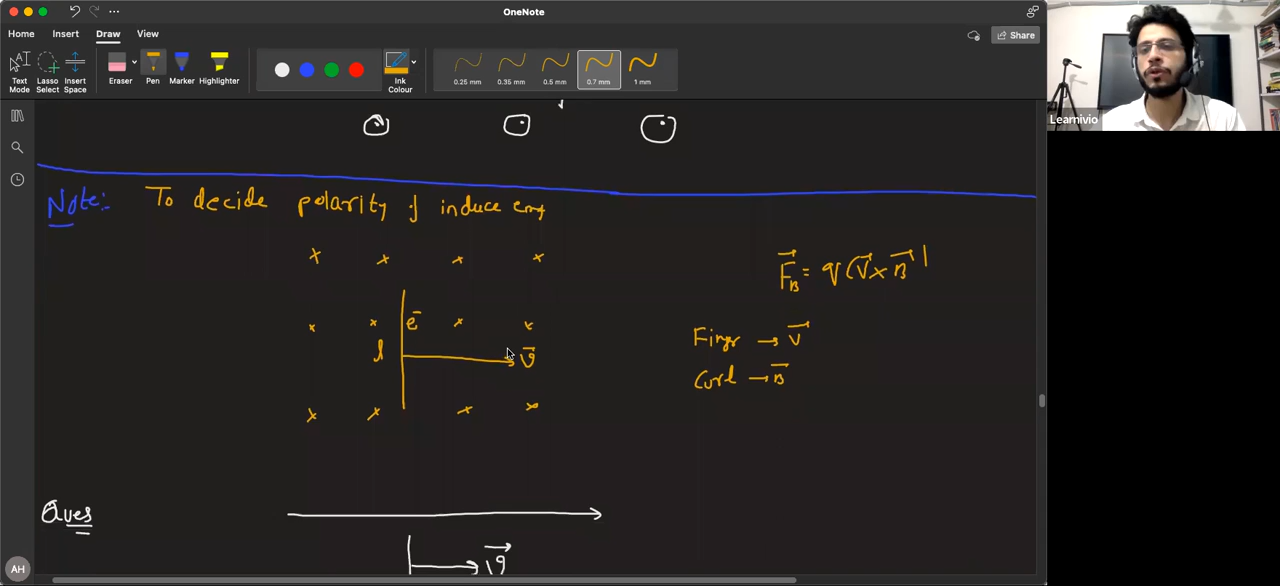 OneNote
Home Insert Draw View
Share
Text Mode
Lasso Select
Insert Space
Eraser
Pen
Marker
Highlighter
Ink Colour
0.25 mm
0.35 mm
0.5 mm
0.7 mm
1 mm
Learnivio
Note:- To decide polarity of induce emf
x x x x
F⃗B = q(V⃗ x B⃗)
x x e⁻ x x
Fingr → V⃗
l v⃗
Curl → B⃗
x x x x
Ques
v⃗
AH